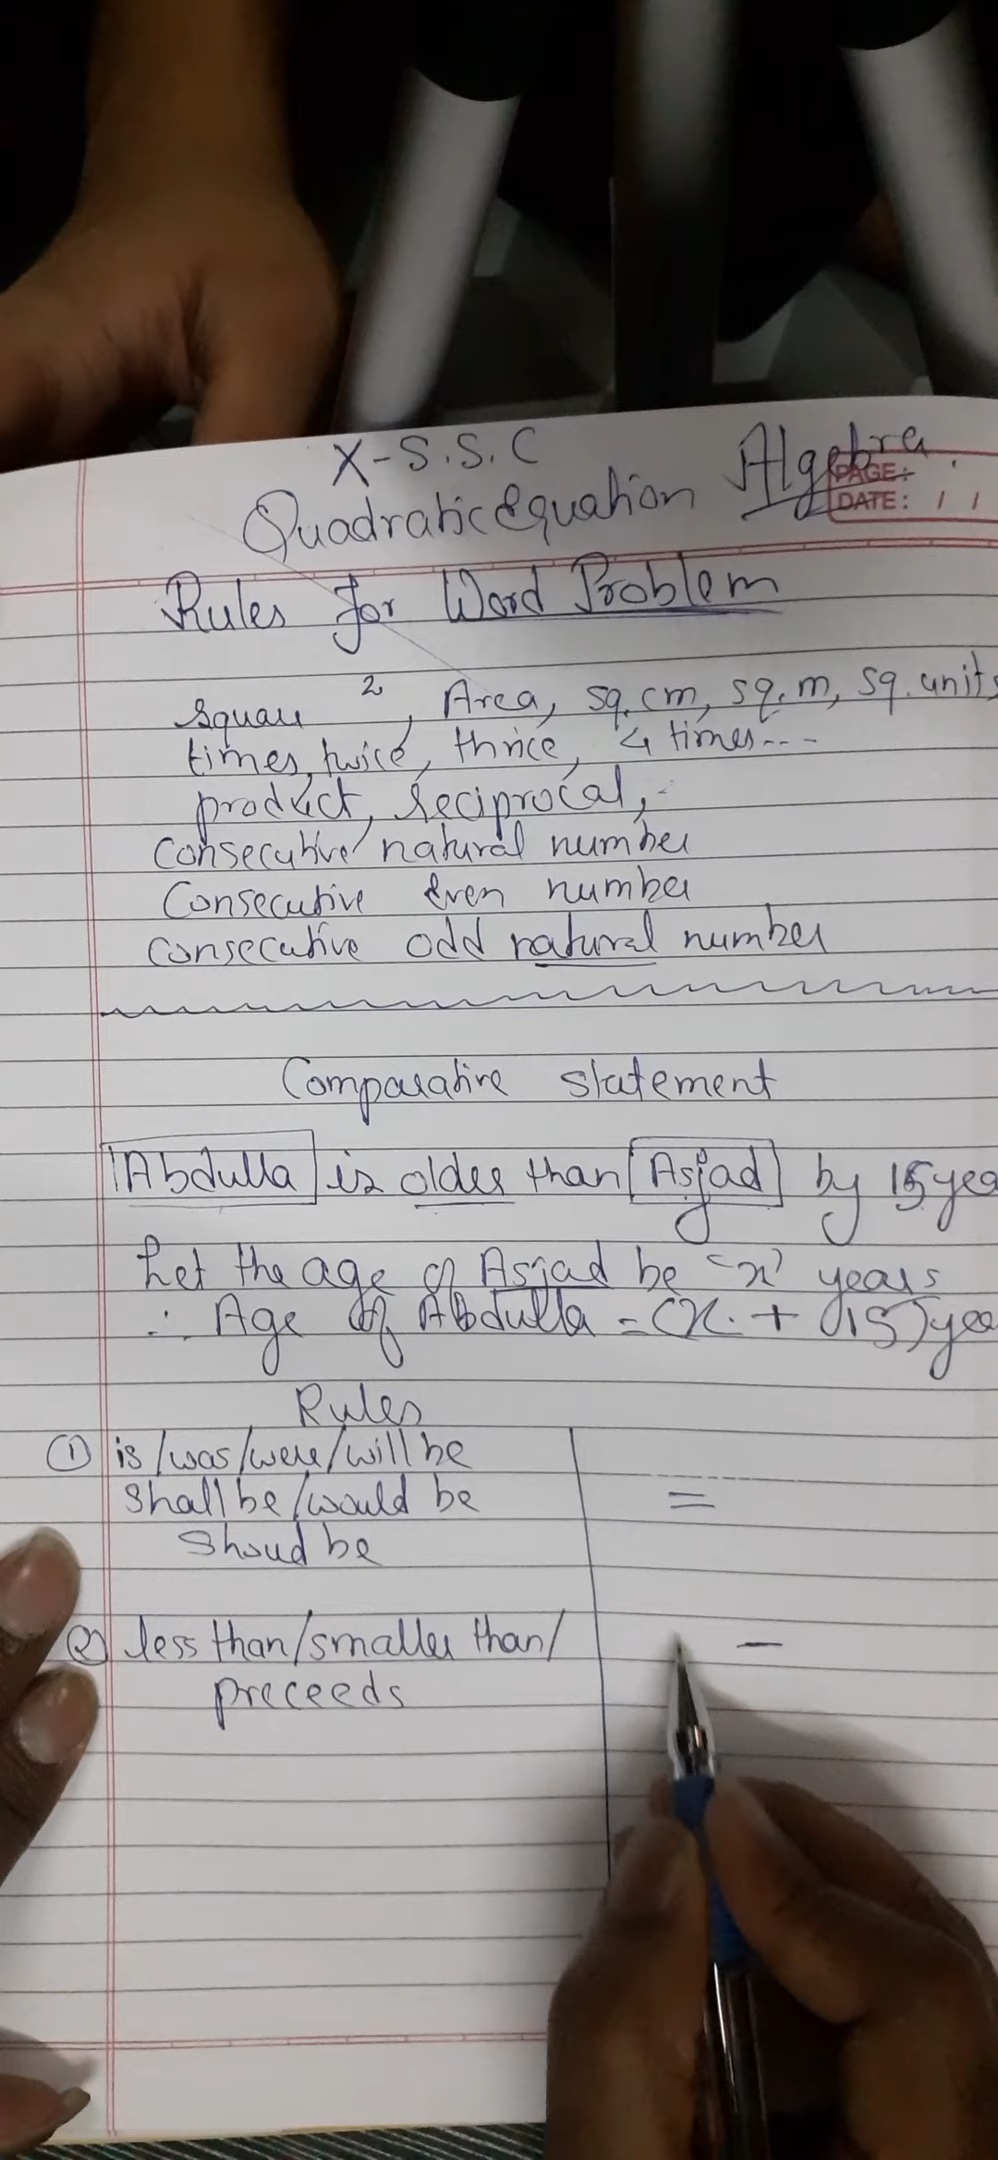 X-S.S.C
Algebra
PAGE:
DATE: / /
Quadratic equation
Rules for Word Problem
square ², Area, sq.cm, sq.m, sq.units,
times, twice, thrice, 4 times...
product, reciprocal,
Consecutive natural number
Consecutive even number
Consecutive odd natural number
Comparative statement
Abdulla is older than Asjad by 15 yea
Let the age of Asjad be 'x' years
∴ Age of Abdulla = (x + 15) yea
Rules
① is/was/were/will be
shall be/would be =
Shoud be
② less than/smaller than/ —
preceeds